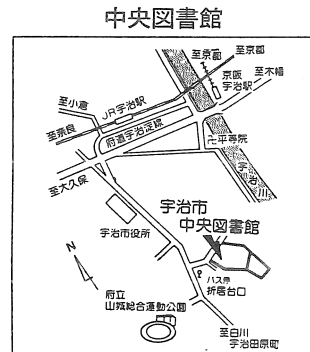 中央図書館
至京都
至京都
京阪
宇治駅
至木幡
至小倉
JR宇治駅
至奈良
府道宇治淀線
平等院
宇治川
至大久保
宇治市
中央図書館
宇治市役所
N
バス停
折居台口
府立
山城総合運動公園
至白川
宇治田原町